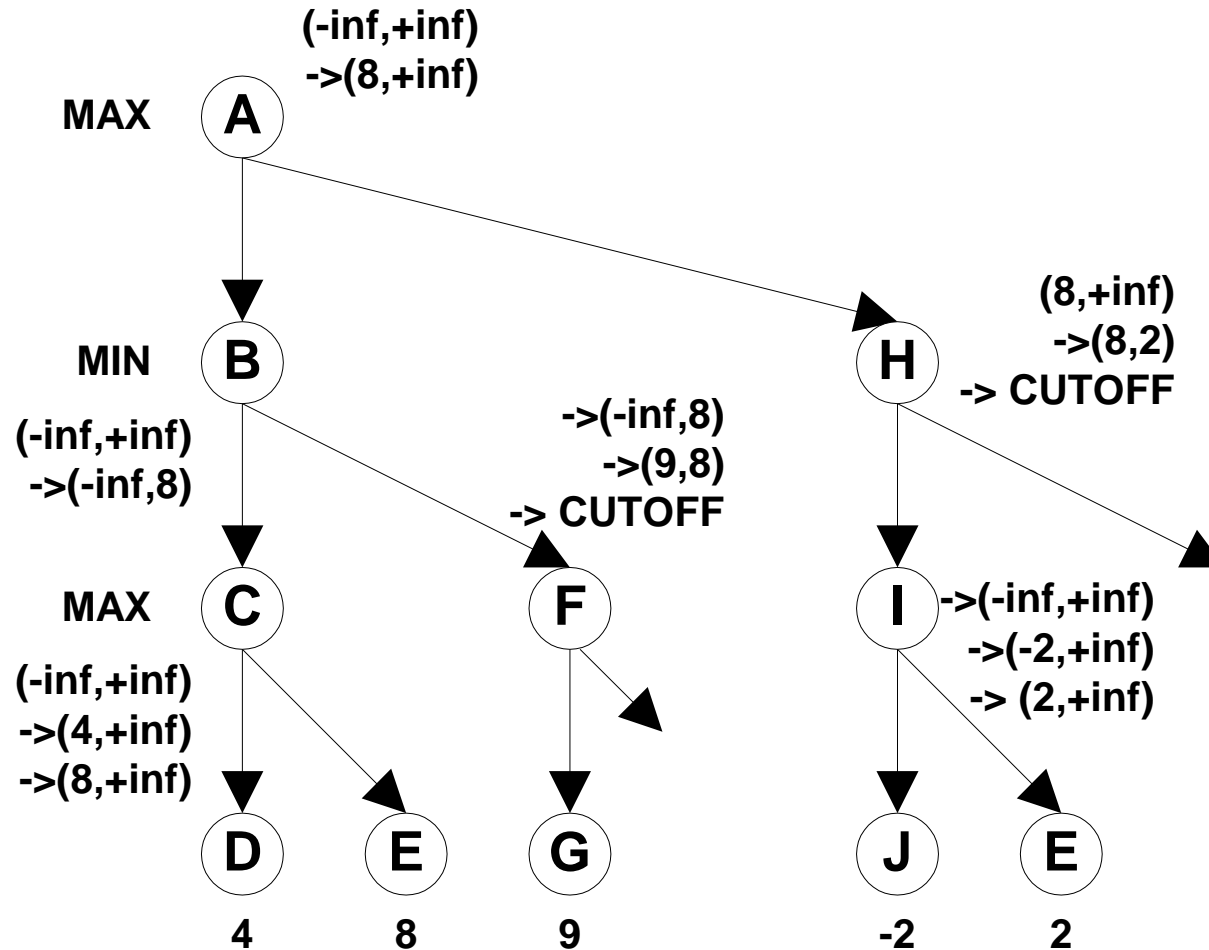 (-inf,+inf)
->(8,+inf)
MAX A
MIN B
H
(8,+inf)
->(8,2)
-> CUTOFF
(-inf,+inf)
->(-inf,8)
->(-inf,8)
->(9,8)
-> CUTOFF
MAX C
F
I
->(-inf,+inf)
->(-2,+inf)
-> (2,+inf)
(-inf,+inf)
->(4,+inf)
->(8,+inf)
D E G J E
4 8 9 -2 2